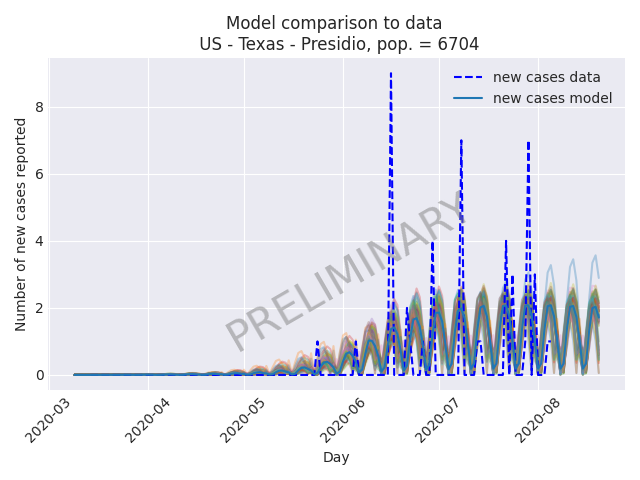 Model comparison to data
US - Texas - Presidio, pop. = 6704
new cases data
new cases model
PRELIMINARY
Number of new cases reported
8
6
4
2
0
2020-03
2020-04
2020-05
2020-06
2020-07
2020-08
Day